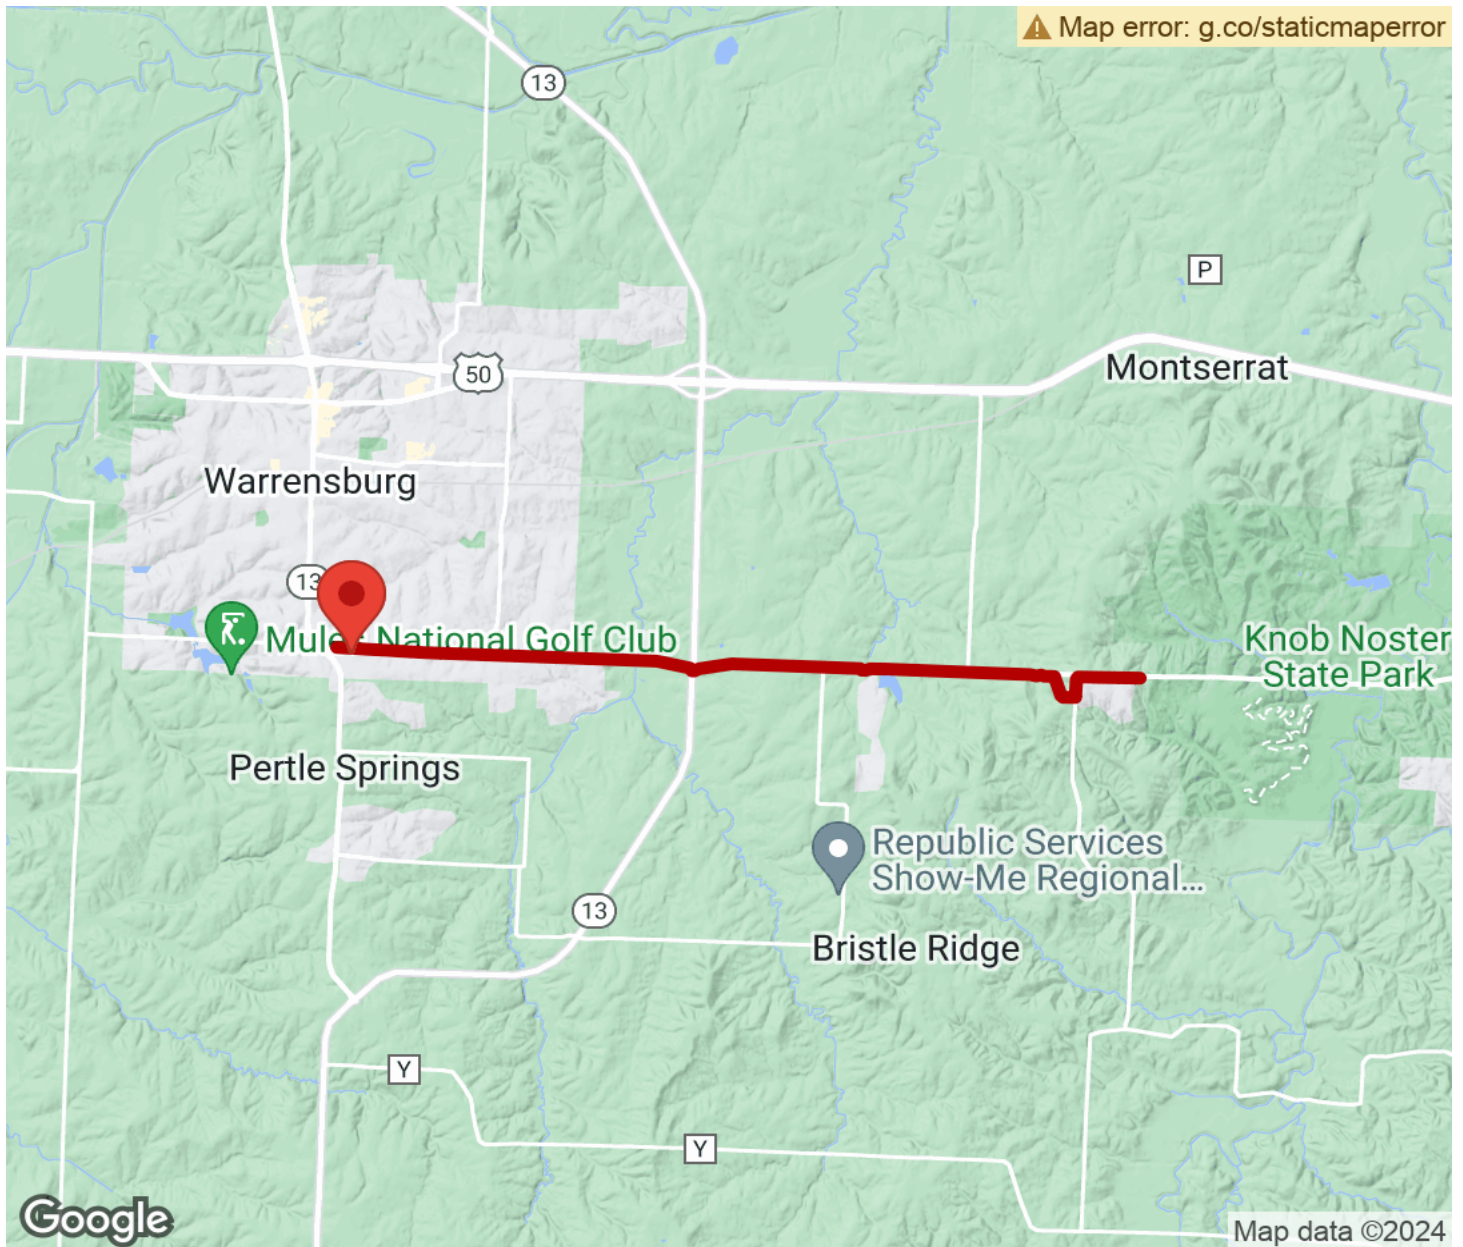 Map error: g.co/staticmaperror
13
P
Montserrat
50
Warrensburg
13
Mules National Golf Club
Knob Noster
State Park
Pertle Springs
Republic Services
Show-Me Regional...
13
Bristle Ridge
Y
Y
Google
Map data ©2024